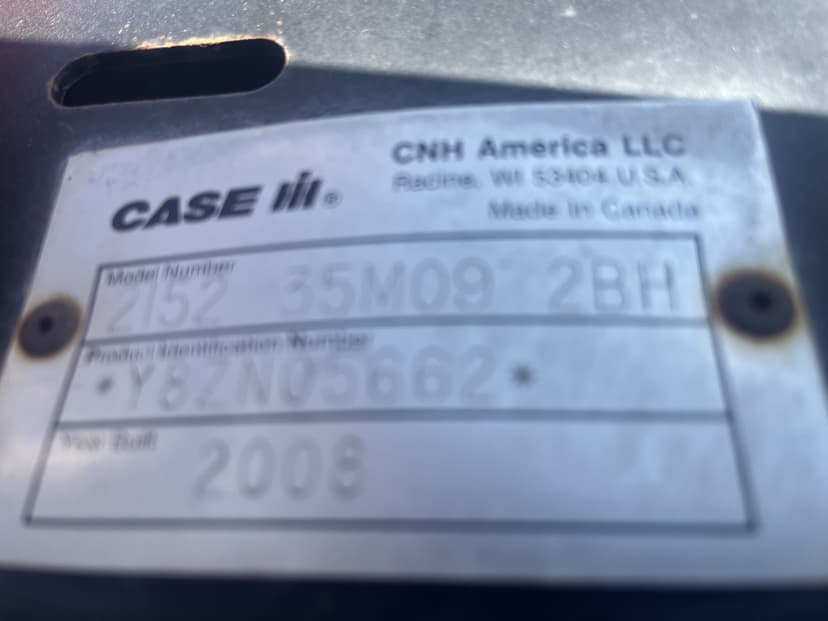 CASE IH®
CNH America LLC
Racine, WI 53404 U.S.A.
Made in Canada
Model Number
2152 35M09 2BH
Product Identification Number
*Y8ZN05662*
Year Built
2008